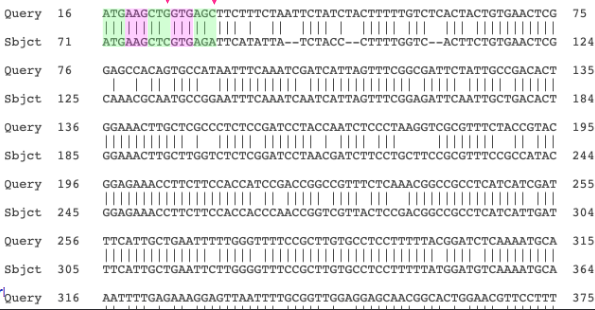 Query 16 ATGAAGCTGGTGAGCTTCTTTCTAATTCTATCTACTTTTTGTCTCACTACTGTGAACTCG 75
Sbjct 71 ATGAAGCTCGTGAGATTCATATTA--TCTACC--CTTTTGGTC--ACTTCTGTGAACTCG 124
Query 76 GAGCCACAGTGCCATAATTTCAAATCGATCATTAGTTTCGGCGATTCTATTGCCGACACT 135
Sbjct 125 CAAACGCAATGCCGGAATTTCAAATCAATCATTAGTTTCGGAGATTCAATTGCTGACACT 184
Query 136 GGAAACTTGCTCGCCCTCTCCGATCCTACCAATCTCCCTAAGGTCGCGTTTCTACCGTAC 195
Sbjct 185 GGAAACTTGCTTGGTCTCTCGGATCCTAACGATCTTCCTGCTTCCGCGTTTCCGCCATAC 244
Query 196 GGAGAAACCTTCTTCCACCATCCGACCGGCCGTTTCTCAAACGGCCGCCTCATCATCGAT 255
Sbjct 245 GGAGAAACCTTCTTCCACCACCCAACCGGTCGTTACTCCGACGGCCGCCTCATCATTGAT 304
Query 256 TTCATTGCTGAATTTTTGGGTTTTCCGCTTGTGCCTCCTTTTTACGGATCTCAAAATGCA 315
Sbjct 305 TTCATTGCTGAATTCTTGGGGTTTCCGCTTGTGCCTCCTTTTTATGGATGTCAAAATGCA 364
Query 316 AATTTTGAGAAAGGAGTTAATTTTGCGGTTGGAGGAGCAACGGCACTGGAACGTTCCTTT 375